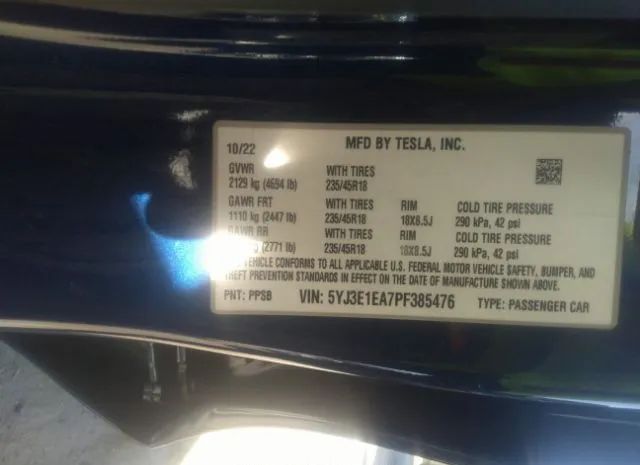 10/22 MFD BY TESLA, INC.
GVWR WITH TIRES
2129 kg (4694 lb) 235/45R18
GAWR FRT WITH TIRES RIM COLD TIRE PRESSURE
1110 kg (2447 lb) 235/45R18 18X8.5J 290 kPa, 42 psi
GAWR RR WITH TIRES RIM COLD TIRE PRESSURE
(2771 lb) 235/45R18 18X8.5J 290 kPa, 42 psi
VEHICLE CONFORMS TO ALL APPLICABLE U.S. FEDERAL MOTOR VEHICLE SAFETY, BUMPER, AND
THEFT PREVENTION STANDARDS IN EFFECT ON THE DATE OF MANUFACTURE SHOWN ABOVE.
PNT: PPSB VIN: 5YJ3E1EA7PF385476 TYPE: PASSENGER CAR